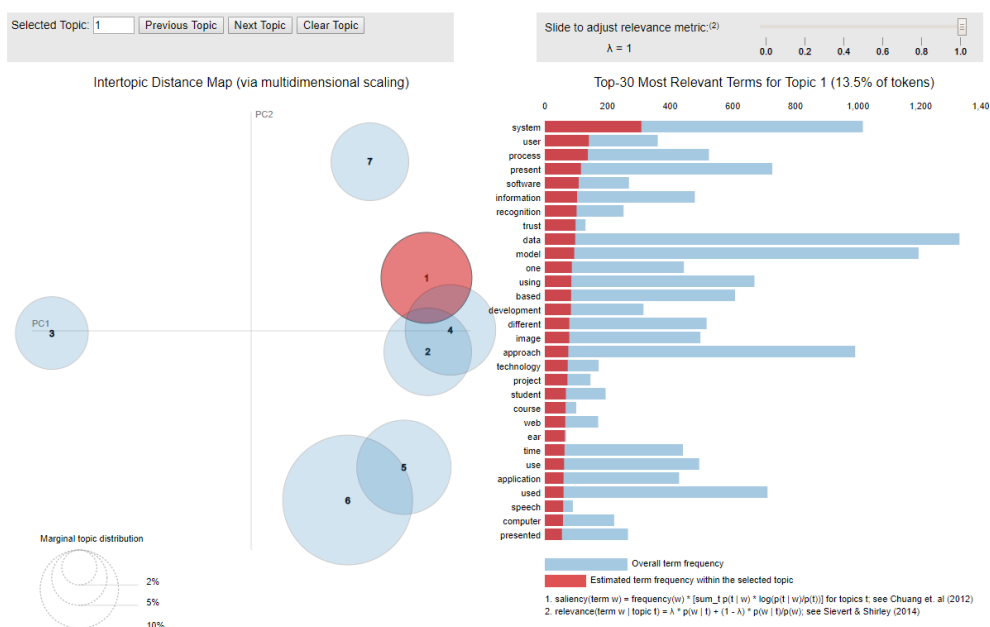 Selected Topic: 1 Previous Topic Next Topic Clear Topic
Slide to adjust relevance metric:(2)
λ = 1
0.0 0.2 0.4 0.6 0.8 1.0
Intertopic Distance Map (via multidimensional scaling)
PC2
PC1
7
1
3
4
2
5
6
Marginal topic distribution
2%
5%
10%
Top-30 Most Relevant Terms for Topic 1 (13.5% of tokens)
0 200 400 600 800 1,000 1,200 1,40
system
user
process
present
software
information
recognition
trust
data
model
one
using
based
development
different
image
approach
technology
project
student
course
web
ear
time
use
application
used
speech
computer
presented
Overall term frequency
Estimated term frequency within the selected topic
1. saliency(term w) = frequency(w) * [sum_t p(t | w) * log(p(t | w)/p(t))] for topics t; see Chuang et. al (2012)
2. relevance(term w | topic t) = λ * p(w | t) + (1 - λ) * p(w | t)/p(w); see Sievert & Shirley (2014)